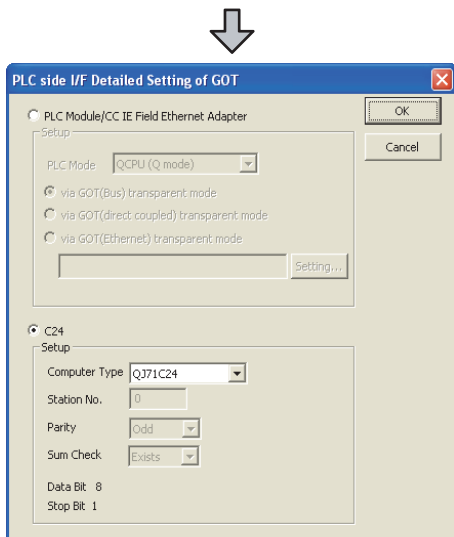 PLC side I/F Detailed Setting of GOT
PLC Module/CC IE Field Ethernet Adapter
OK
Cancel
Setup
PLC Mode QCPU (Q mode)
via GOT(Bus) transparent mode
via GOT(direct coupled) transparent mode
via GOT(Ethernet) transparent mode
Setting...
C24
Setup
Computer Type QJ71C24
Station No. 0
Parity Odd
Sum Check Exists
Data Bit 8
Stop Bit 1